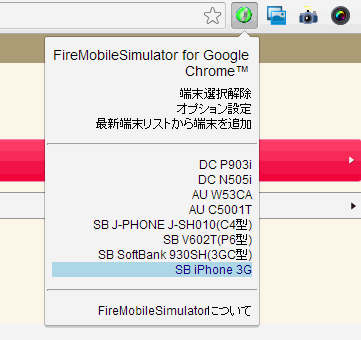 FireMobileSimulator for Google
Chrome™
端末選択解除
オプション設定
最新端末リストから端末を追加
DC P903i
DC N505i
AU W53CA
AU C5001T
SB J-PHONE J-SH010(C4型)
SB V602T(P6型)
SB SoftBank 930SH(3GC型)
SB iPhone 3G
FireMobileSimulatorについて